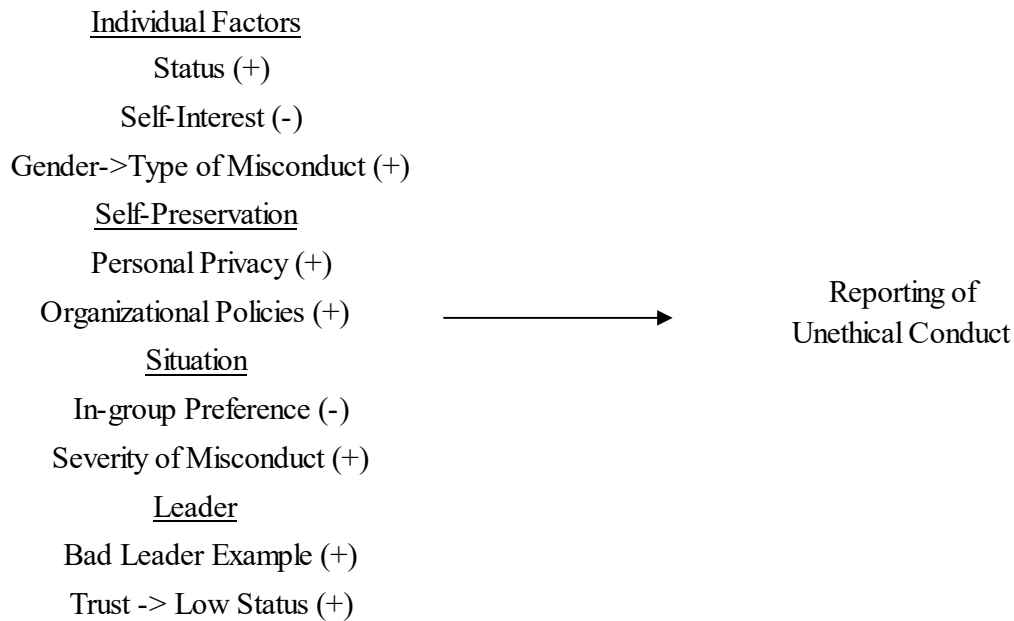 Individual Factors
Status (+)
Self-Interest (-)
Gender->Type of Misconduct (+)
Self-Preservation
Personal Privacy (+)
Organizational Policies (+)
Situation
In-group Preference (-)
Severity of Misconduct (+)
Leader
Bad Leader Example (+)
Trust -> Low Status (+)
Reporting of
Unethical Conduct